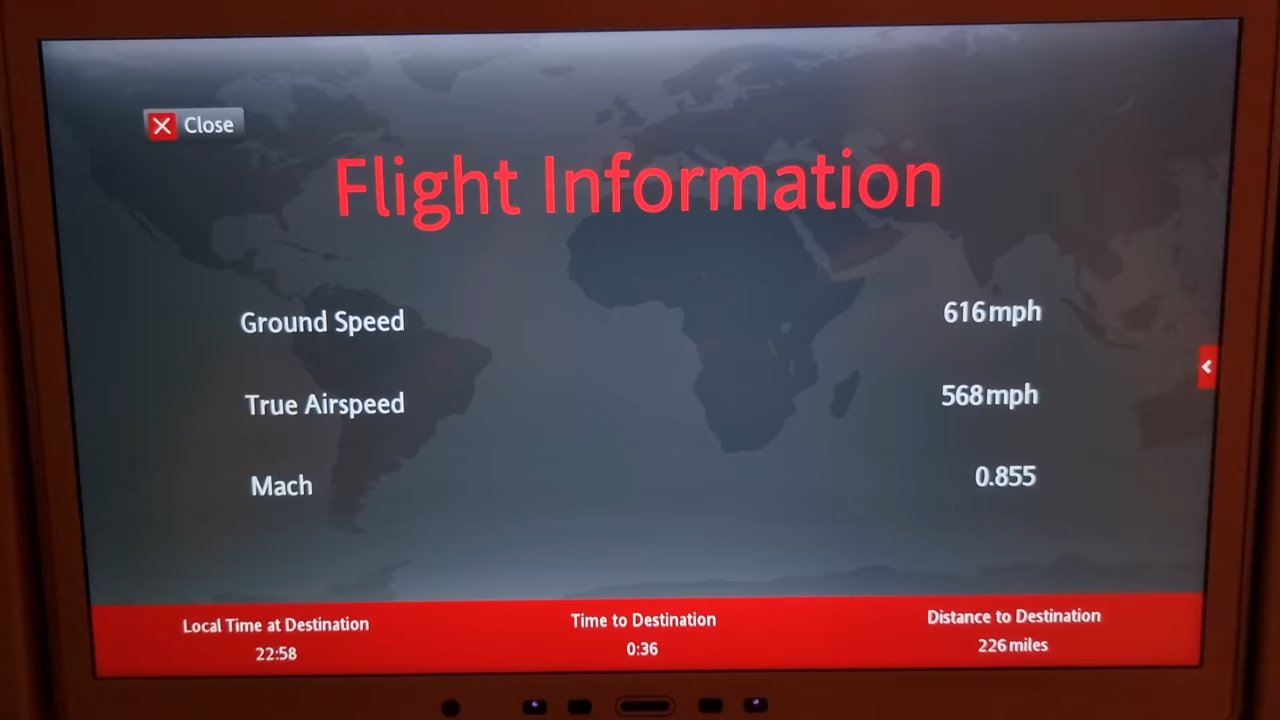 Close
Flight Information
Ground Speed 616 mph
True Airspeed 568 mph
Mach 0.855
Local Time at Destination Time to Destination Distance to Destination
22:58 0:36 226 miles